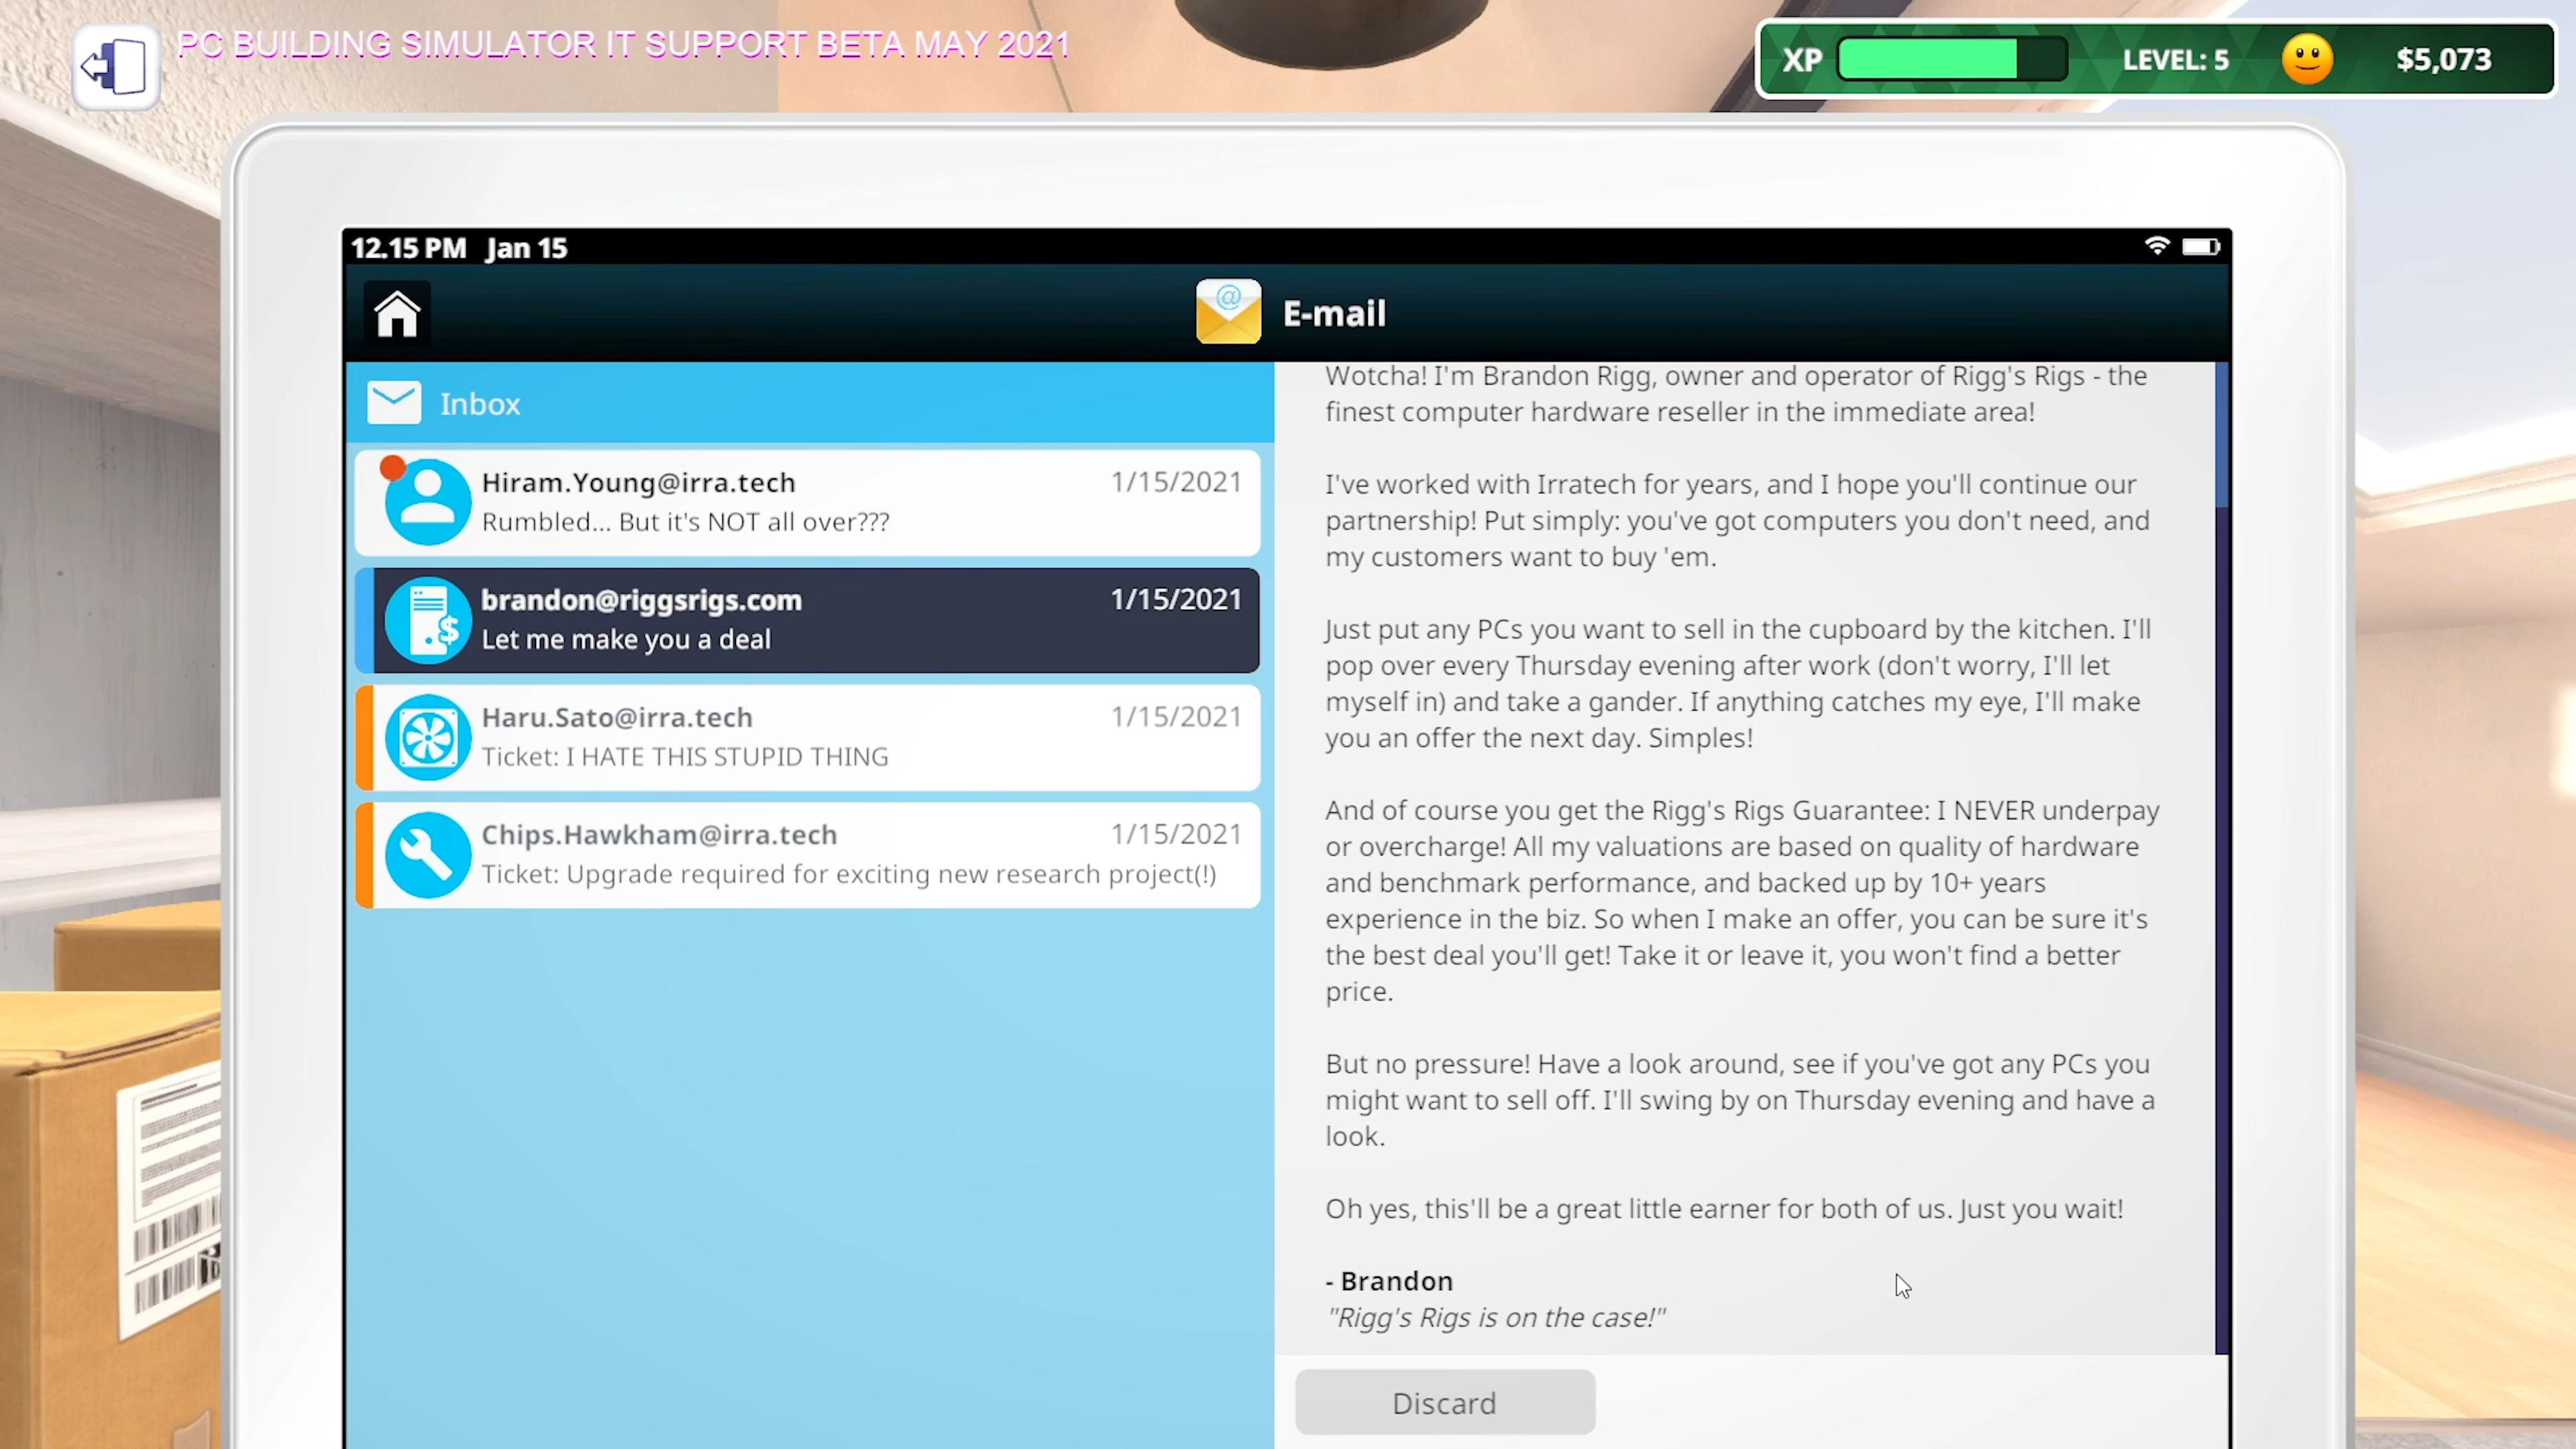 PC BUILDING SIMULATOR IT SUPPORT BETA MAY 2021
XP
LEVEL: 5
$5,073
12.15 PM Jan 15
E-mail
Inbox
Hiram.Young@irra.tech
1/15/2021
Rumbled... But it's NOT all over???
brandon@riggsrigs.com
1/15/2021
Let me make you a deal
Haru.Sato@irra.tech
1/15/2021
Ticket: I HATE THIS STUPID THING
Chips.Hawkham@irra.tech
1/15/2021
Ticket: Upgrade required for exciting new research project(!)
Wotcha! I'm Brandon Rigg, owner and operator of Rigg's Rigs - the
finest computer hardware reseller in the immediate area!
I've worked with Irratech for years, and I hope you'll continue our
partnership! Put simply: you've got computers you don't need, and
my customers want to buy 'em.
Just put any PCs you want to sell in the cupboard by the kitchen. I'll
pop over every Thursday evening after work (don't worry, I'll let
myself in) and take a gander. If anything catches my eye, I'll make
you an offer the next day. Simples!
And of course you get the Rigg's Rigs Guarantee: I NEVER underpay
or overcharge! All my valuations are based on quality of hardware
and benchmark performance, and backed up by 10+ years
experience in the biz. So when I make an offer, you can be sure it's
the best deal you'll get! Take it or leave it, you won't find a better
price.
But no pressure! Have a look around, see if you've got any PCs you
might want to sell off. I'll swing by on Thursday evening and have a
look.
Oh yes, this'll be a great little earner for both of us. Just you wait!
- Brandon
"Rigg's Rigs is on the case!"
Discard